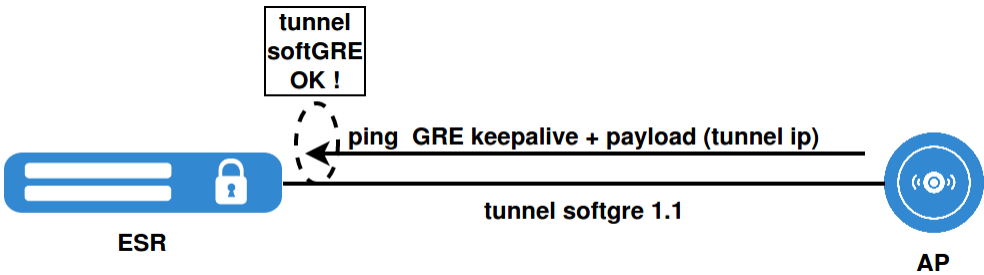 tunnel
softGRE
OK !
ping  GRE keepalive + payload (tunnel ip)
tunnel softgre 1.1
ESR
AP